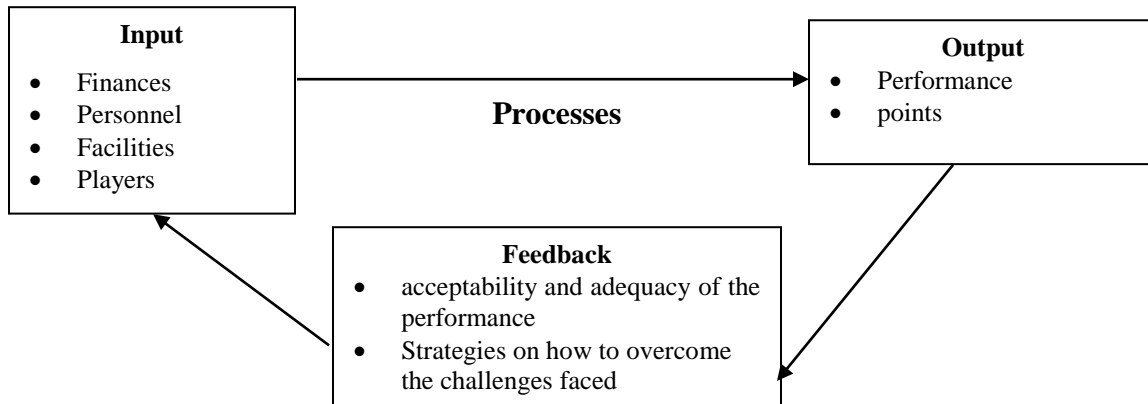 Input
• Finances
• Personnel
• Facilities
• Players
Processes
Output
• Performance
• points
Feedback
• acceptability and adequacy of the
performance
• Strategies on how to overcome
the challenges faced